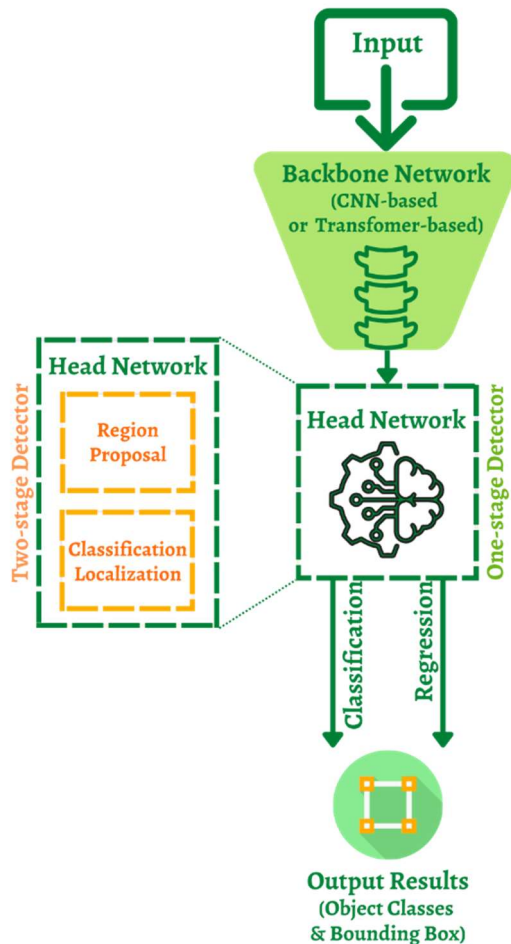 Input
Backbone Network
(CNN-based
or Transfomer-based)
Two-stage Detector
Head Network
Region
Proposal
Classification
Localization
Head Network
One-stage Detector
Classification
Regression
Output Results
(Object Classes
& Bounding Box)